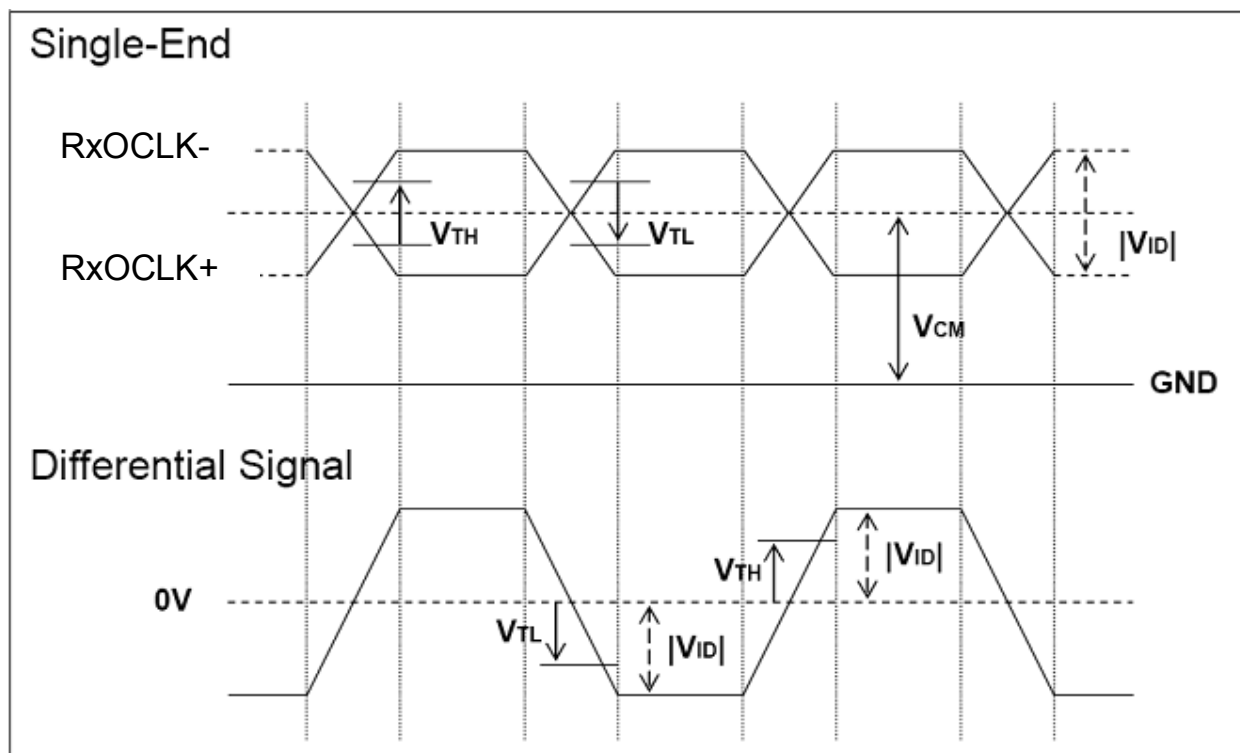 Single-End
RxOCLK-
VTH
VTL
RxOCLK+
|VID|
VCM
GND
Differential Signal
|VID|
VTH
0V
VTL
|VID|